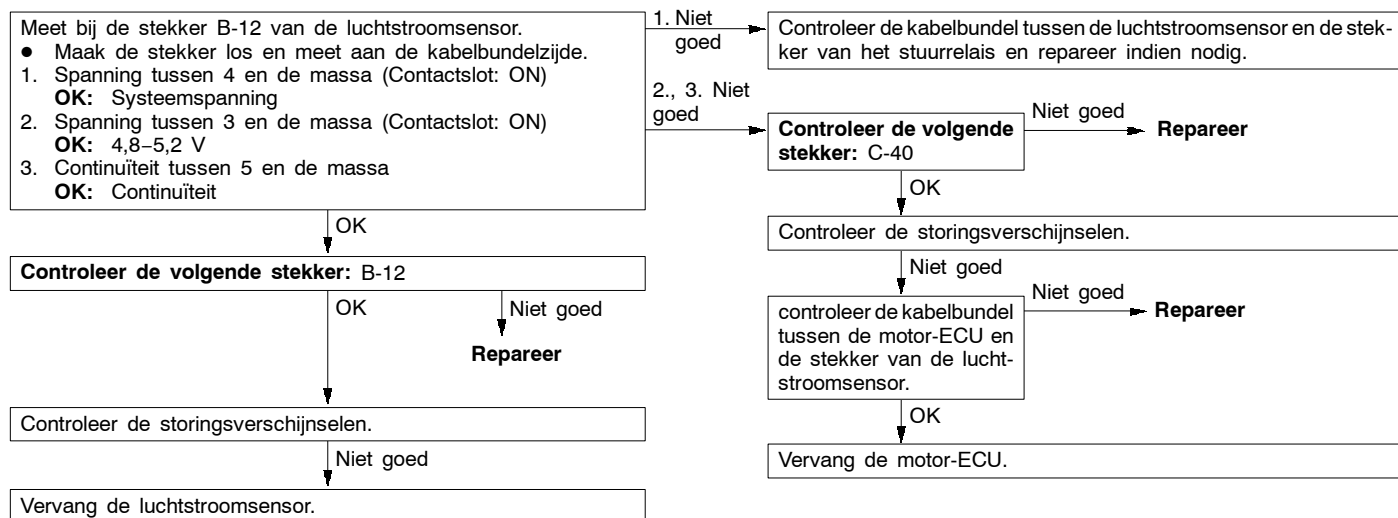 Meet bij de stekker B-12 van de luchtstroomsensor.
● Maak de stekker los en meet aan de kabelbundelzijde.
1. Spanning tussen 4 en de massa (Contactslot: ON)
OK: Systeemspanning
2. Spanning tussen 3 en de massa (Contactslot: ON)
OK: 4,8–5,2 V
3. Continuïteit tussen 5 en de massa
OK: Continuïteit
1. Niet
goed
Controleer de kabelbundel tussen de luchtstroomsensor en de stek-
ker van het stuurrelais en repareer indien nodig.
2., 3. Niet
goed
Controleer de volgende
stekker: C-40
Niet goed
Repareer
OK
Controleer de storingsverschijnselen.
Niet goed
controleer de kabelbundel
tussen de motor-ECU en
de stekker van de lucht-
stroomsensor.
Niet goed
Repareer
OK
Vervang de motor-ECU.
OK
Controleer de volgende stekker: B-12
OK
Niet goed
Repareer
Controleer de storingsverschijnselen.
Niet goed
Vervang de luchtstroomsensor.